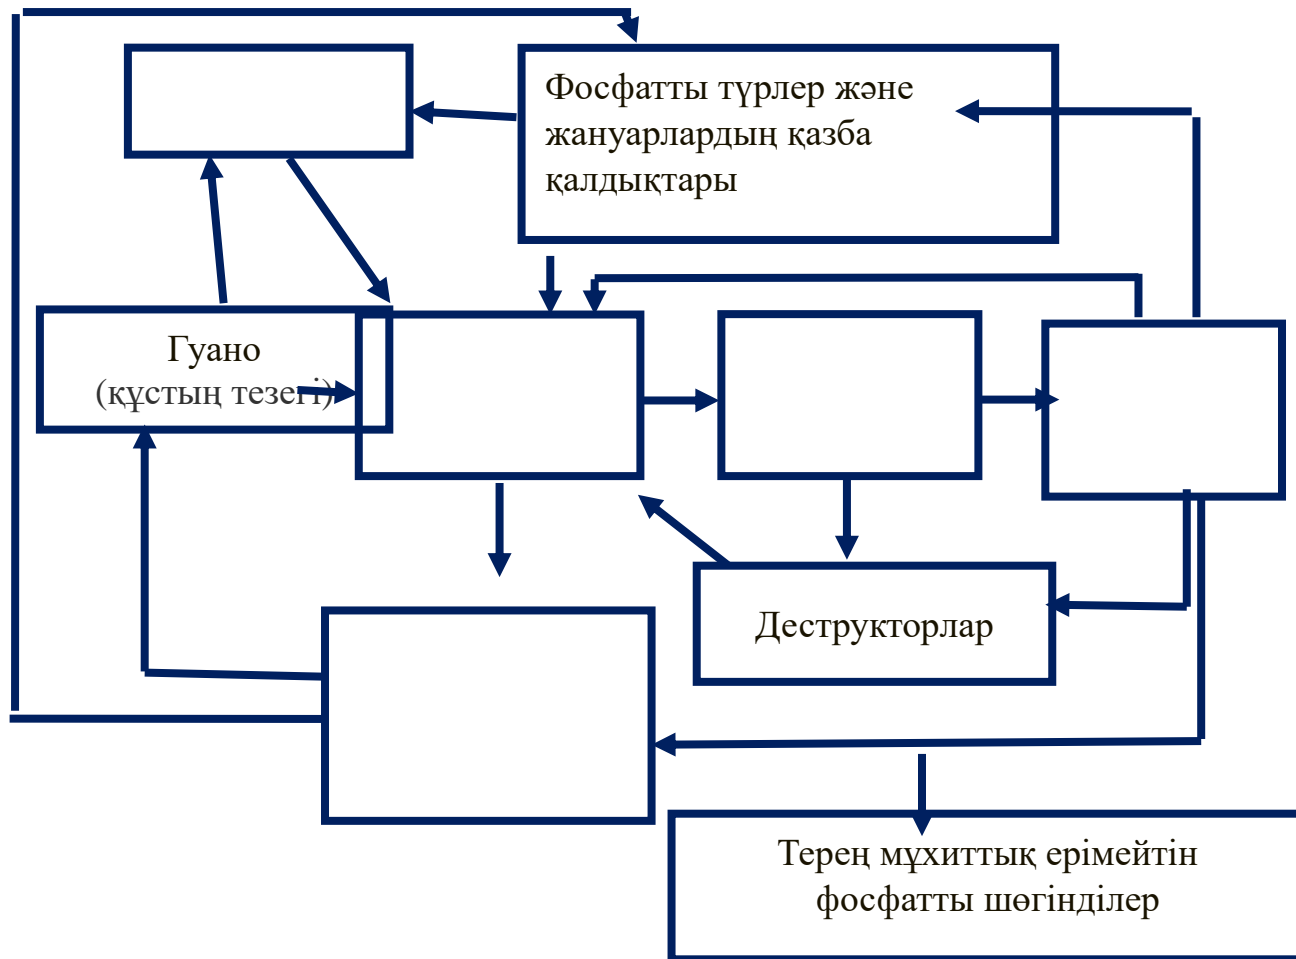 Фосфатты түрлер және
жануарлардың қазба
қалдықтары
Гуано
(құстың тезегі)
Деструкторлар
Терең мұхиттық ерімейтін
фосфатты шөгінділер